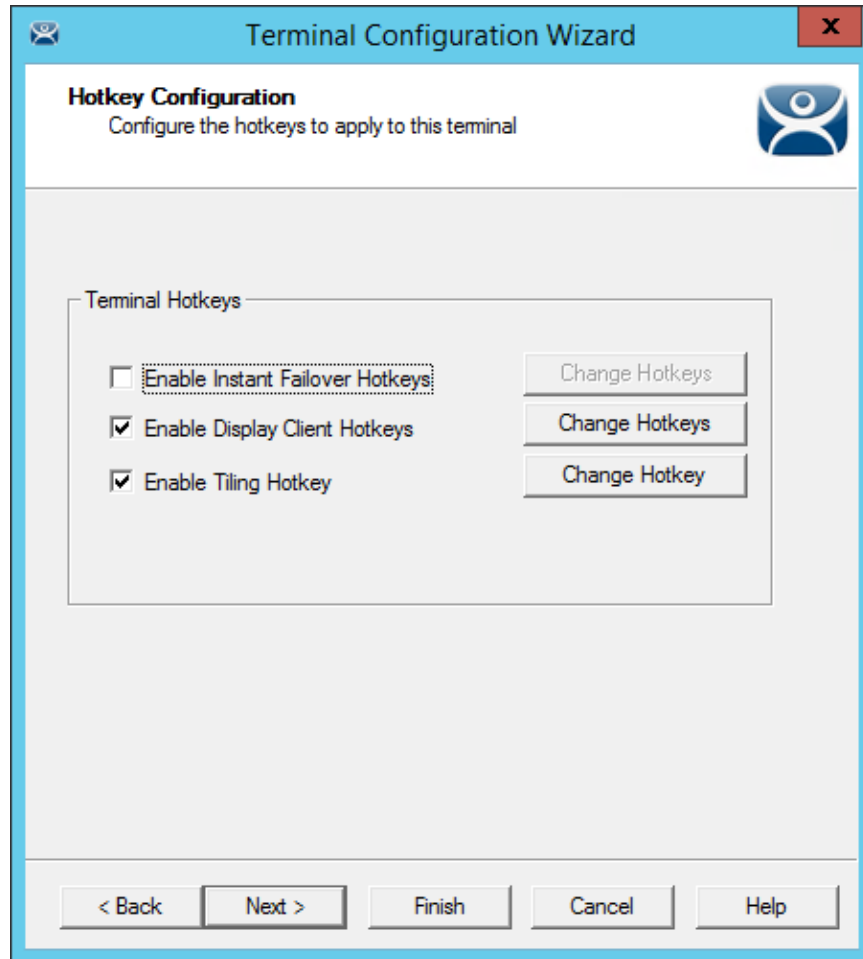 Terminal Configuration Wizard
x
Hotkey Configuration
Configure the hotkeys to apply to this terminal
Terminal Hotkeys
Enable Instant Failover Hotkeys
Change Hotkeys
Enable Display Client Hotkeys
Change Hotkeys
Enable Tiling Hotkey
Change Hotkey
< Back
Next >
Finish
Cancel
Help